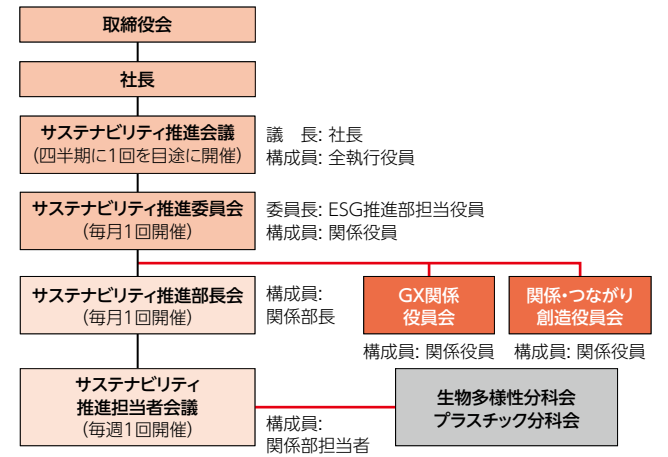 取締役会
社長
サステナビリティ推進会議
(四半期に1回を目途に開催)
議　長: 社長
構成員: 全執行役員
サステナビリティ推進委員会
(毎月1回開催)
委員長: ESG推進部担当役員
構成員: 関係役員
サステナビリティ推進部長会
(毎月1回開催)
構成員:
関係部長
GX関係
役員会
構成員: 関係役員
関係・つながり
創造役員会
構成員: 関係役員
サステナビリティ
推進担当者会議
(毎週1回開催)
構成員:
関係部担当者
生物多様性分科会
プラスチック分科会